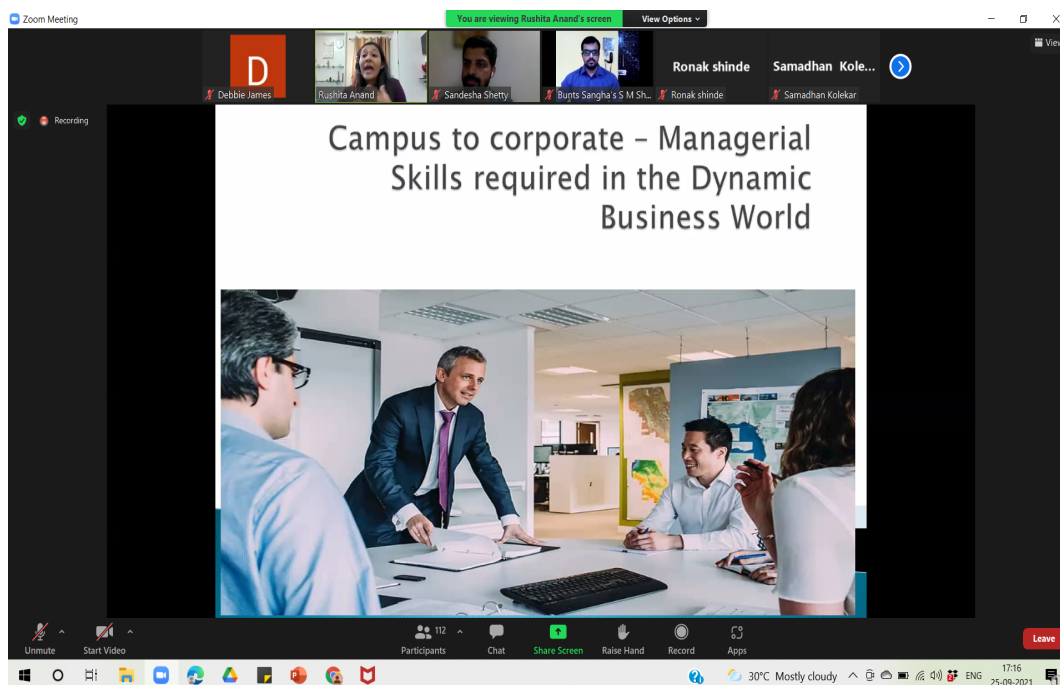 Zoom Meeting
You are viewing Rushita Anand's screen
View Options
View
D
Debbie James
Rushita Anand
Sandesha Shetty
Bunts Sangha's S M Sh...
Ronak shinde
Ronak shinde
Samadhan Kole...
Samadhan Kolekar
Recording
Campus to corporate – Managerial
Skills required in the Dynamic
Business World
Unmute
Start Video
112
Participants
Chat
Share Screen
Raise Hand
Record
Apps
Leave
30°C Mostly cloudy
ENG
17:16
25-09-2021